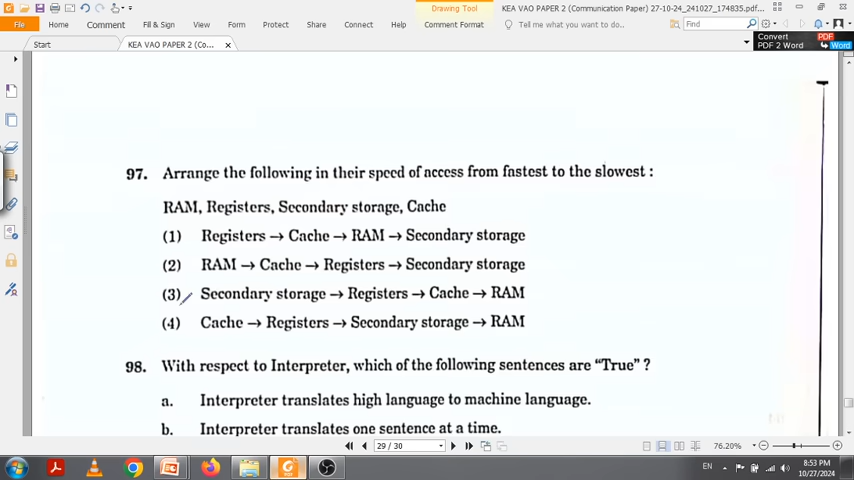 Drawing Tool
KEA VAO PAPER 2 (Communication Paper) 27-10-24_241027_174835.pdf...
File
Home
Comment
Fill & Sign
View
Form
Protect
Share
Connect
Help
Comment Format
Tell me what you want to do...
Find
Start
KEA VAO PAPER 2 (Co...
Convert PDF
PDF 2 Word Word
97. Arrange the following in their speed of access from fastest to the slowest :
RAM, Registers, Secondary storage, Cache
(1) Registers → Cache → RAM → Secondary storage
(2) RAM → Cache → Registers → Secondary storage
(3) Secondary storage → Registers → Cache → RAM
(4) Cache → Registers → Secondary storage → RAM
98. With respect to Interpreter, which of the following sentences are “True” ?
a. Interpreter translates high language to machine language.
b. Interpreter translates one sentence at a time.
29 / 30
76.20%
EN
8:53 PM
10/27/2024